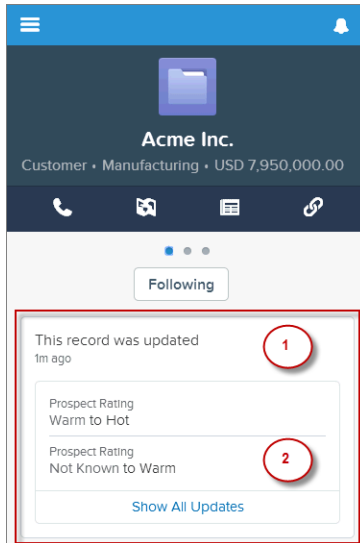 Acme Inc.
Customer • Manufacturing • USD 7,950,000.00
Following
This record was updated
1
1m ago
Prospect Rating
Warm to Hot
Prospect Rating
2
Not Known to Warm
Show All Updates